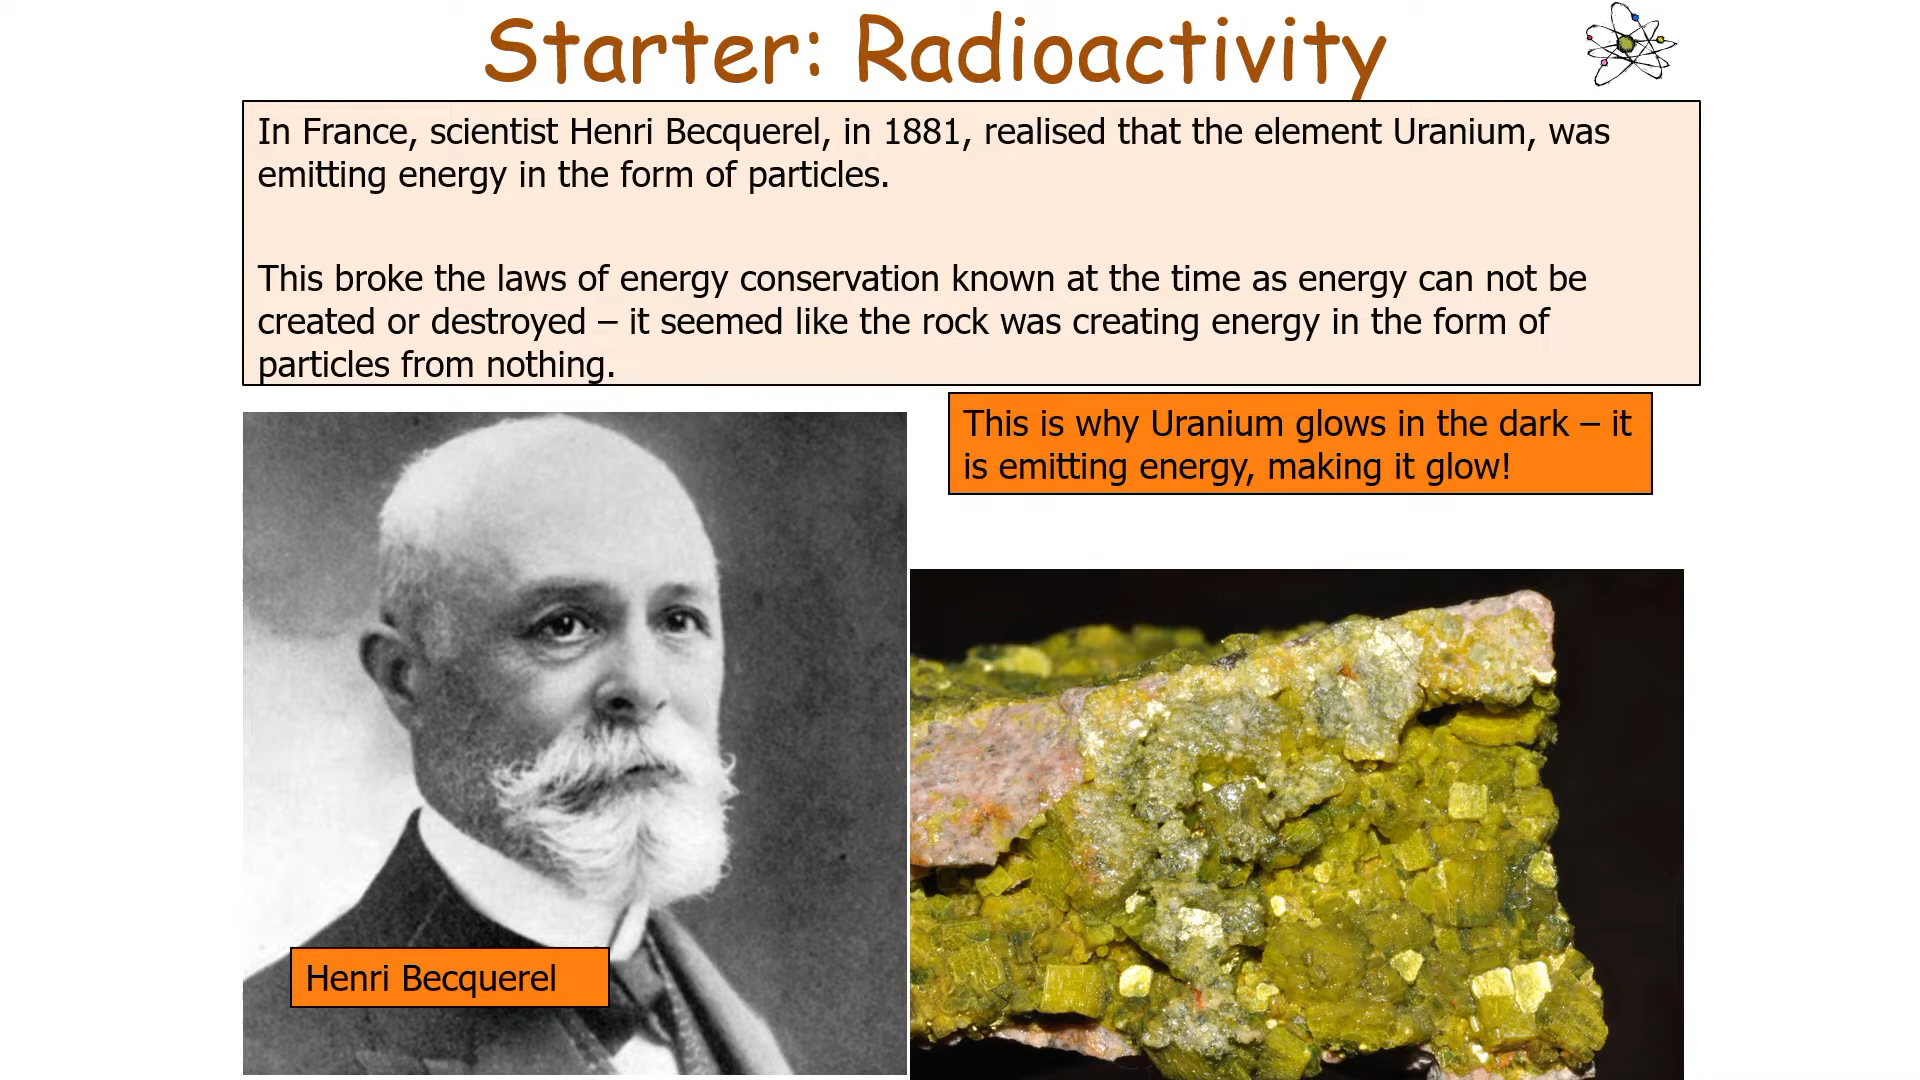 Starter: Radioactivity
In France, scientist Henri Becquerel, in 1881, realised that the element Uranium, was
emitting energy in the form of particles.
This broke the laws of energy conservation known at the time as energy can not be
created or destroyed – it seemed like the rock was creating energy in the form of
particles from nothing.
This is why Uranium glows in the dark – it
is emitting energy, making it glow!
Henri Becquerel